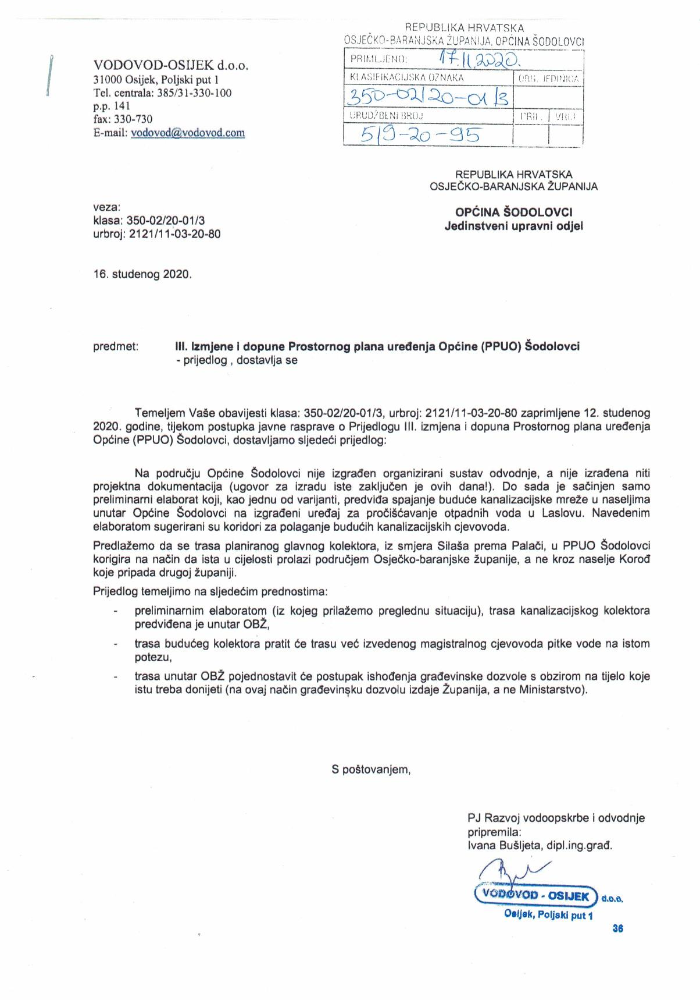 REPUBLIKA HRVATSKA
OSJEČKO-BARANJSKA ŽUPANIJA, OPĆINA ŠODOLOVCI
PRIMLJENO: 17.11.2020.
KLASIFIKACIJSKA OZNAKA ORG. JEDINICA
350-02/20-01/3
URUDŽBENI BROJ PRIL. VRIJ
519-20-95
VODOVOD-OSIJEK d.o.o.
31000 Osijek, Poljski put 1
Tel. centrala: 385/31-330-100
p.p. 141
fax: 330-730
E-mail: vodovod@vodovod.com
REPUBLIKA HRVATSKA
OSJEČKO-BARANJSKA ŽUPANIJA
OPĆINA ŠODOLOVCI
Jedinstveni upravni odjel
veza:
klasa: 350-02/20-01/3
urbroj: 2121/11-03-20-80
16. studenog 2020.
predmet: III. Izmjene i dopune Prostornog plana uređenja Općine (PPUO) Šodolovci
- prijedlog , dostavlja se
Temeljem Vaše obavijesti klasa: 350-02/20-01/3, urbroj: 2121/11-03-20-80 zaprimljene 12. studenog
2020. godine, tijekom postupka javne rasprave o Prijedlogu III. izmjena i dopuna Prostornog plana uređenja
Općine (PPUO) Šodolovci, dostavljamo sljedeći prijedlog:
Na području Općine Šodolovci nije izgrađen organizirani sustav odvodnje, a nije izrađena niti
projektna dokumentacija (ugovor za izradu iste zaključen je ovih dana!). Do sada je sačinjen samo
preliminarni elaborat koji, kao jednu od varijanti, predviđa spajanje buduće kanalizacijske mreže u naseljima
unutar Općine Šodolovci na izgrađeni uređaj za pročišćavanje otpadnih voda u Laslovu. Navedenim
elaboratom sugerirani su koridori za polaganje budućih kanalizacijskih cjevovoda.
Predlažemo da se trasa planiranog glavnog kolektora, iz smjera Silaša prema Palači, u PPUO Šodolovci
korigira na način da ista u cijelosti prolazi područjem Osječko-baranjske županije, a ne kroz naselje Korođ
koje pripada drugoj županiji.
Prijedlog temeljimo na sljedećim prednostima:
- preliminarnim elaboratom (iz kojeg prilažemo preglednu situaciju), trasa kanalizacijskog kolektora
predviđena je unutar OBŽ,
- trasa budućeg kolektora pratit će trasu već izvedenog magistralnog cjevovoda pitke vode na istom
potezu,
- trasa unutar OBŽ pojednostavit će postupak ishođenja građevinske dozvole s obzirom na tijelo koje
istu treba donijeti (na ovaj način građevinsku dozvolu izdaje Županija, a ne Ministarstvo).
S poštovanjem,
PJ Razvoj vodoopskrbe i odvodnje
pripremila:
Ivana Bušljeta, dipl.ing.građ.
VODOVOD - OSIJEK d.o.o.
Osijek, Poljski put 1
36